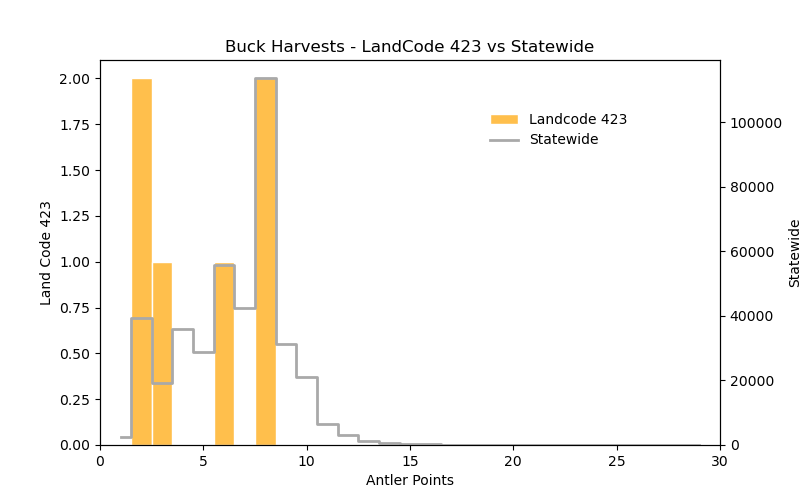 Buck Harvests - LandCode 423 vs Statewide
Land Code 423
2.00
1.75
1.50
1.25
1.00
0.75
0.50
0.25
0.00
Landcode 423
Statewide
100000
80000
60000
40000
20000
0
Statewide
0 5 10 15 20 25 30
Antler Points